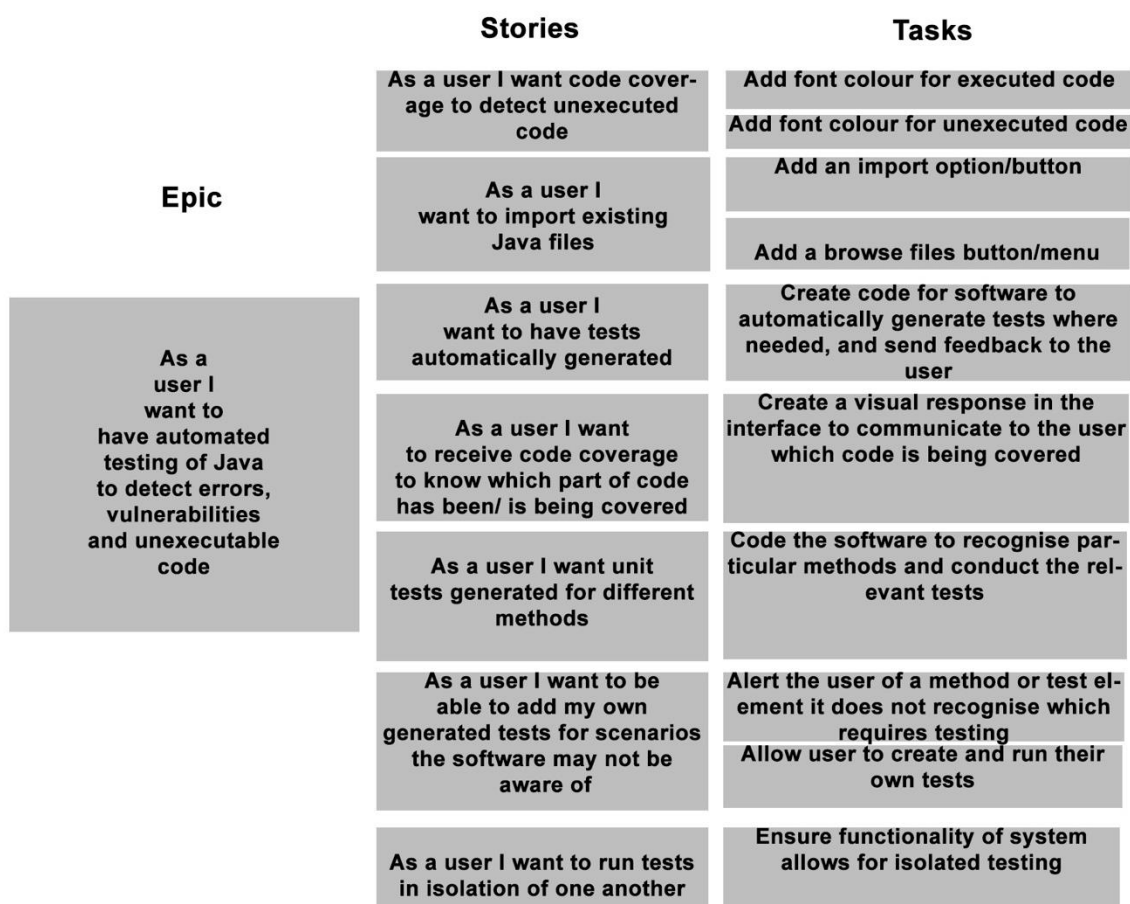 Stories
Tasks
Epic
As a
user I
want to
have automated
testing of Java
to detect errors,
vulnerabilities
and unexecutable
code
As a user I want code cover-
age to detect unexecuted
code
Add font colour for executed code
Add font colour for unexecuted code
As a user I
want to import existing
Java files
Add an import option/button
Add a browse files button/menu
As a user I
want to have tests
automatically generated
Create code for software to
automatically generate tests where
needed, and send feedback to the
user
As a user I want
to receive code coverage
to know which part of code
has been/ is being covered
Create a visual response in the
interface to communicate to the user
which code is being covered
As a user I want unit
tests generated for different
methods
Code the software to recognise par-
ticular methods and conduct the rel-
evant tests
As a user I want to be
able to add my own
generated tests for scenarios
the software may not be
aware of
Alert the user of a method or test el-
ement it does not recognise which
requires testing
Allow user to create and run their
own tests
As a user I want to run tests
in isolation of one another
Ensure functionality of system
allows for isolated testing